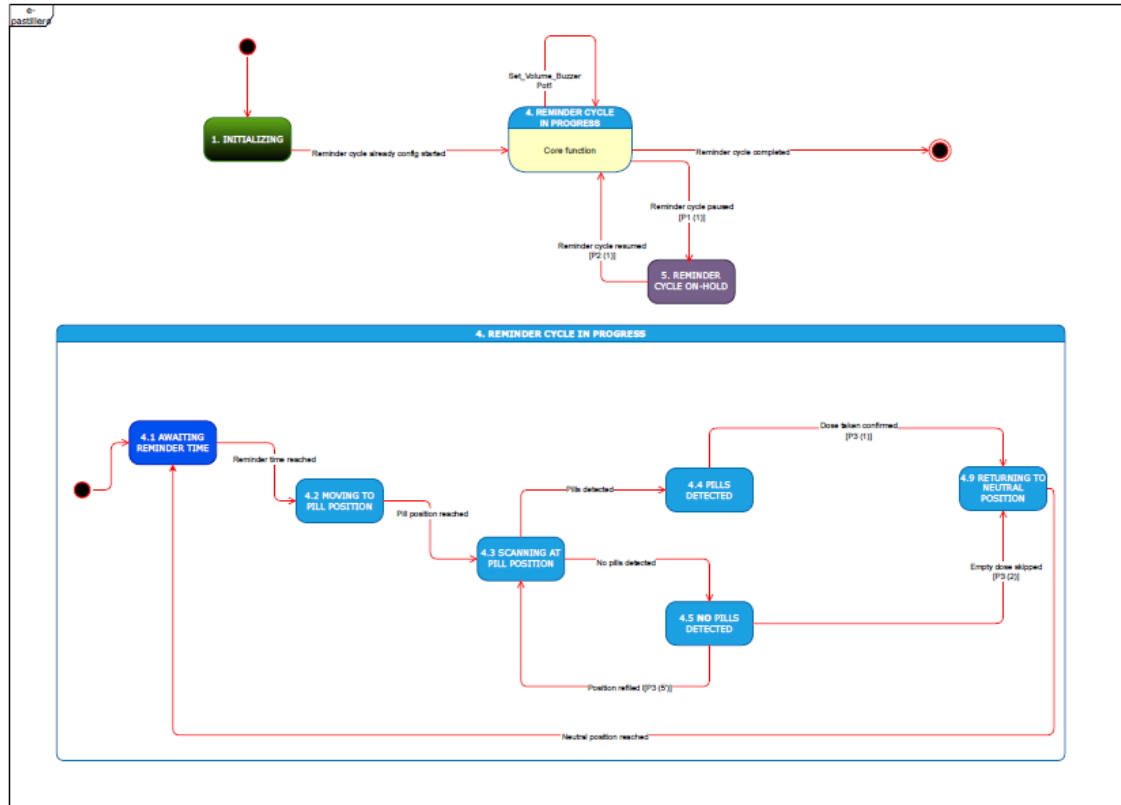 e-
pastillero
Set_Volume_Buzzer
Pot1
4. REMINDER CYCLE
IN PROGRESS
Core function
1. INITIALIZING
Reminder cycle already config started
Reminder cycle completed
Reminder cycle paused
[P1 (1)]
Reminder cycle resumed
[P2 (1)]
5. REMINDER
CYCLE ON-HOLD
4. REMINDER CYCLE IN PROGRESS
4.1 AWAITING
REMINDER TIME
Reminder time reached
4.2 MOVING TO
PILL POSITION
Pill position reached
4.3 SCANNING AT
PILL POSITION
Pills detected
4.4 PILLS
DETECTED
Dose taken confirmed
[P3 (1)]
4.9 RETURNING TO
NEUTRAL
POSITION
No pills detected
Empty dose skipped
[P3 (2)]
4.5 NO PILLS
DETECTED
Position refiled I[P3 (5')]
Neutral position reached